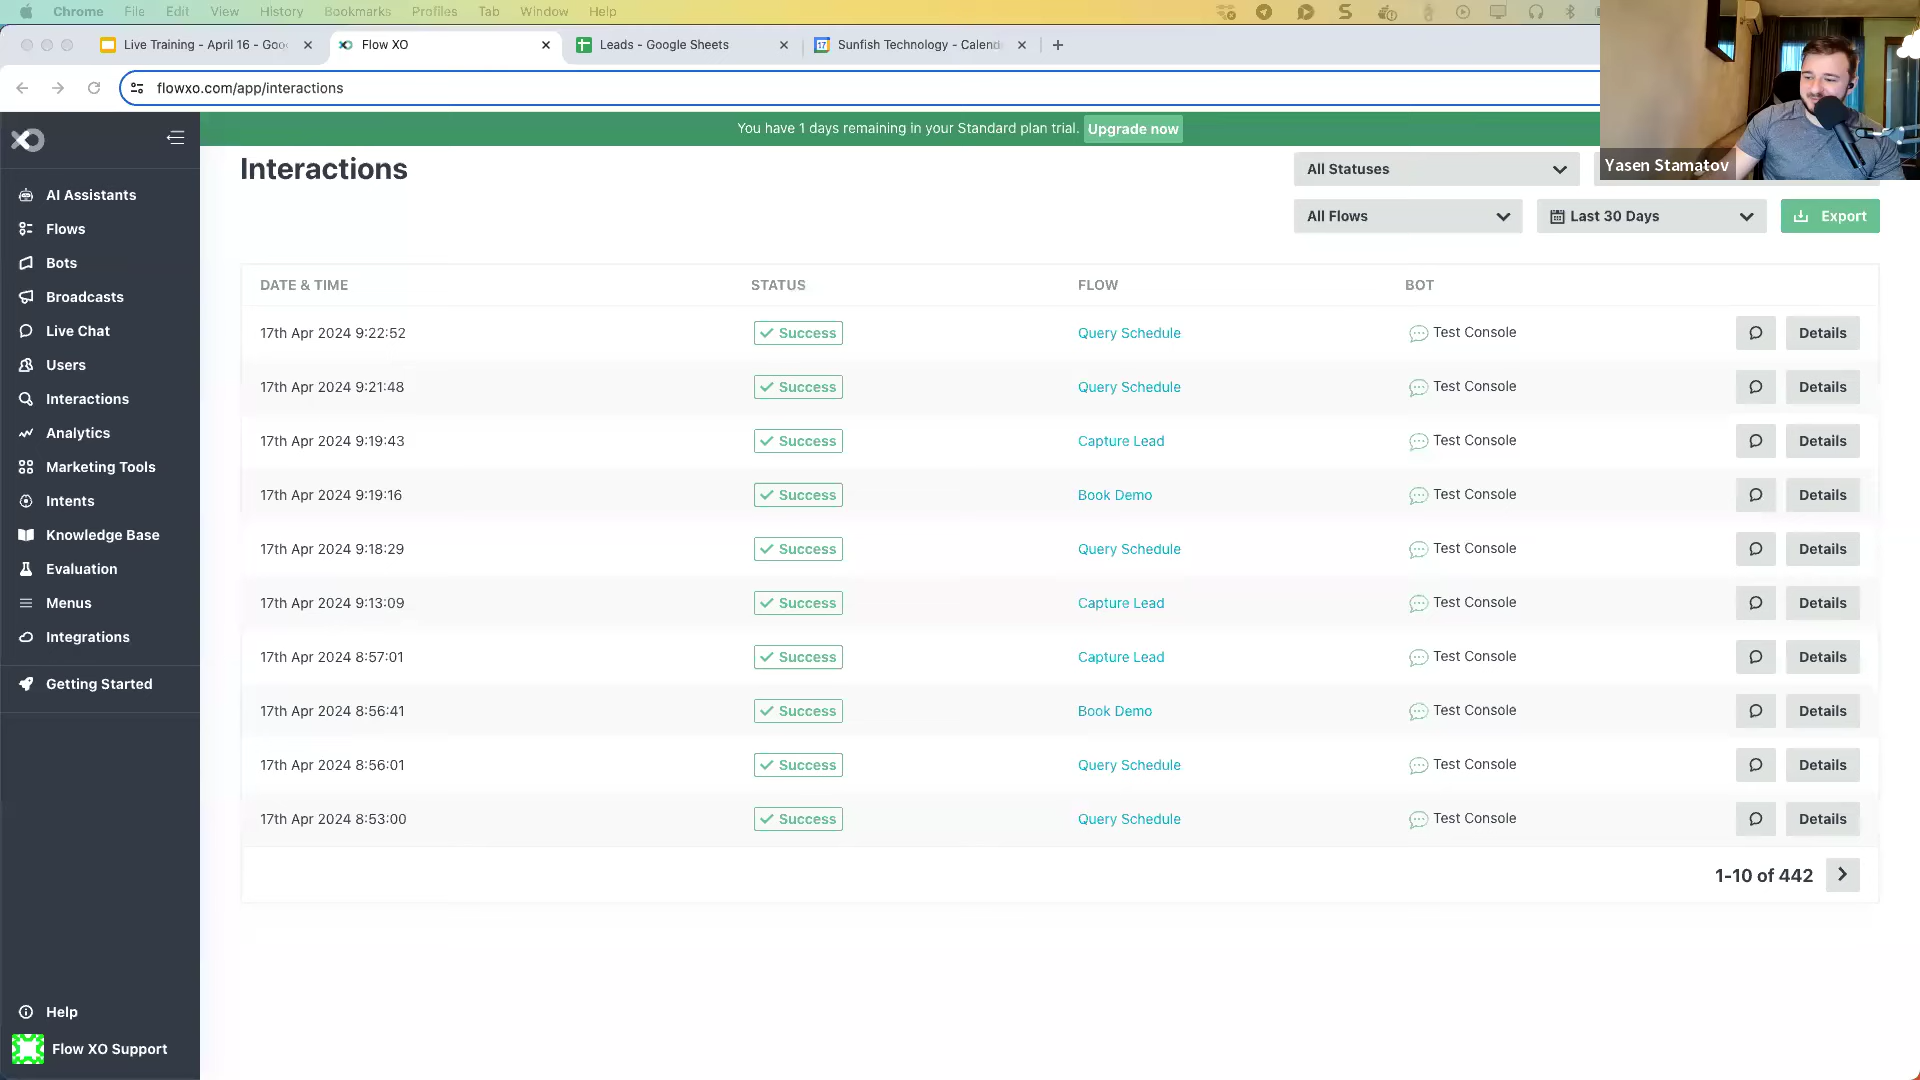 Chrome File Edit View History Bookmarks Profiles Tab Window Help
Live Training - April 16 - Goo
Flow XO
Leads - Google Sheets
Sunfish Technology - Calend
flowxo.com/app/interactions
You have 1 days remaining in your Standard plan trial. Upgrade now
Yasen Stamatov
XO
AI Assistants
Flows
Bots
Broadcasts
Live Chat
Users
Interactions
Analytics
Marketing Tools
Intents
Knowledge Base
Evaluation
Menus
Integrations
Getting Started
Help
Flow XO Support
Interactions
All Statuses
All Flows
Last 30 Days
Export
DATE & TIME STATUS FLOW BOT
17th Apr 2024 9:22:52 Success Query Schedule Test Console Details
17th Apr 2024 9:21:48 Success Query Schedule Test Console Details
17th Apr 2024 9:19:43 Success Capture Lead Test Console Details
17th Apr 2024 9:19:16 Success Book Demo Test Console Details
17th Apr 2024 9:18:29 Success Query Schedule Test Console Details
17th Apr 2024 9:13:09 Success Capture Lead Test Console Details
17th Apr 2024 8:57:01 Success Capture Lead Test Console Details
17th Apr 2024 8:56:41 Success Book Demo Test Console Details
17th Apr 2024 8:56:01 Success Query Schedule Test Console Details
17th Apr 2024 8:53:00 Success Query Schedule Test Console Details
1-10 of 442